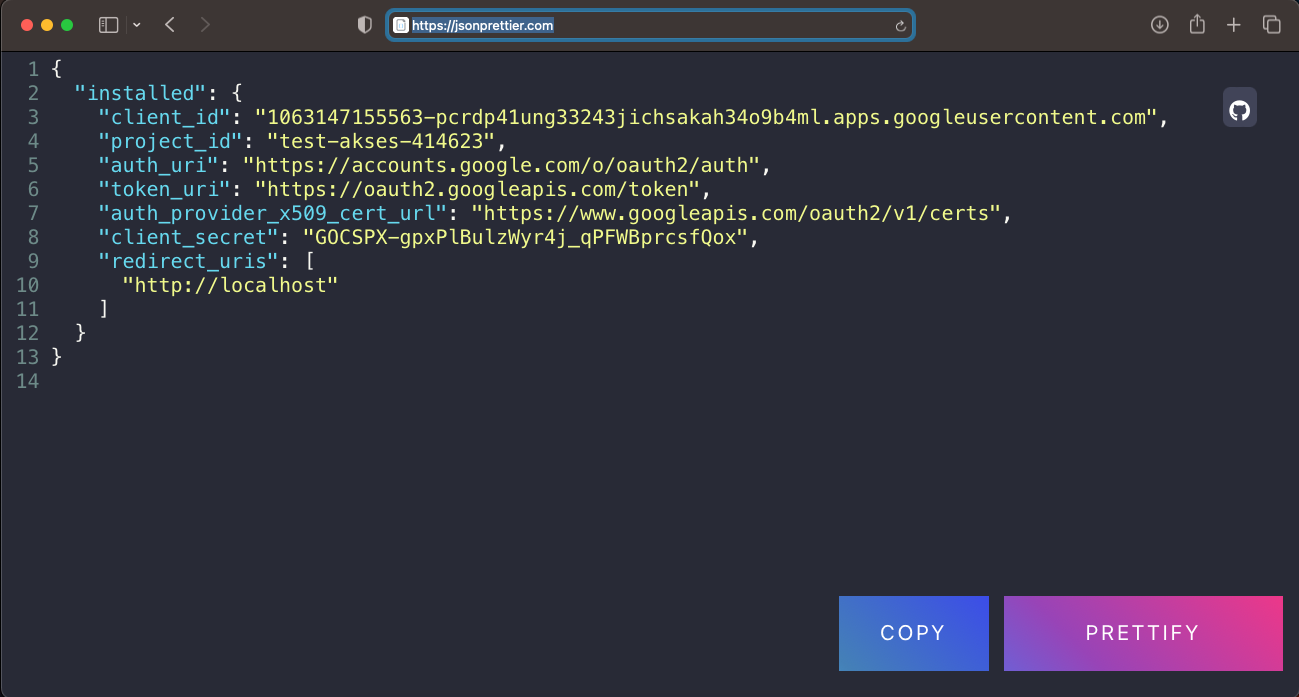 https://jsonprettier.com
1 {
2 "installed": {
3 "client_id": "1063147155563-pcrdp41ung33243jichsakah34o9b4ml.apps.googleusercontent.com",
4 "project_id": "test-akses-414623",
5 "auth_uri": "https://accounts.google.com/o/oauth2/auth",
6 "token_uri": "https://oauth2.googleapis.com/token",
7 "auth_provider_x509_cert_url": "https://www.googleapis.com/oauth2/v1/certs",
8 "client_secret": "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",
9 "redirect_uris": [
10 "http://localhost"
11 ]
12 }
13 }
14
COPY
PRETTIFY